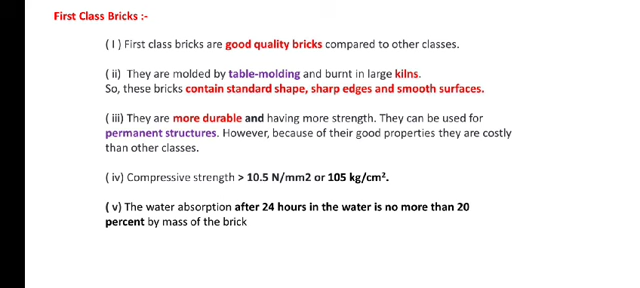 First Class Bricks :-
( I ) First class bricks are good quality bricks compared to other classes.
( ii) They are molded by table-molding and burnt in large kilns.
So, these bricks contain standard shape, sharp edges and smooth surfaces.
( iii) They are more durable and having more strength. They can be used for
permanent structures. However, because of their good properties they are costly
than other classes.
( iv) Compressive strength > 10.5 N/mm2 or 105 kg/cm².
( v) The water absorption after 24 hours in the water is no more than 20
percent by mass of the brick